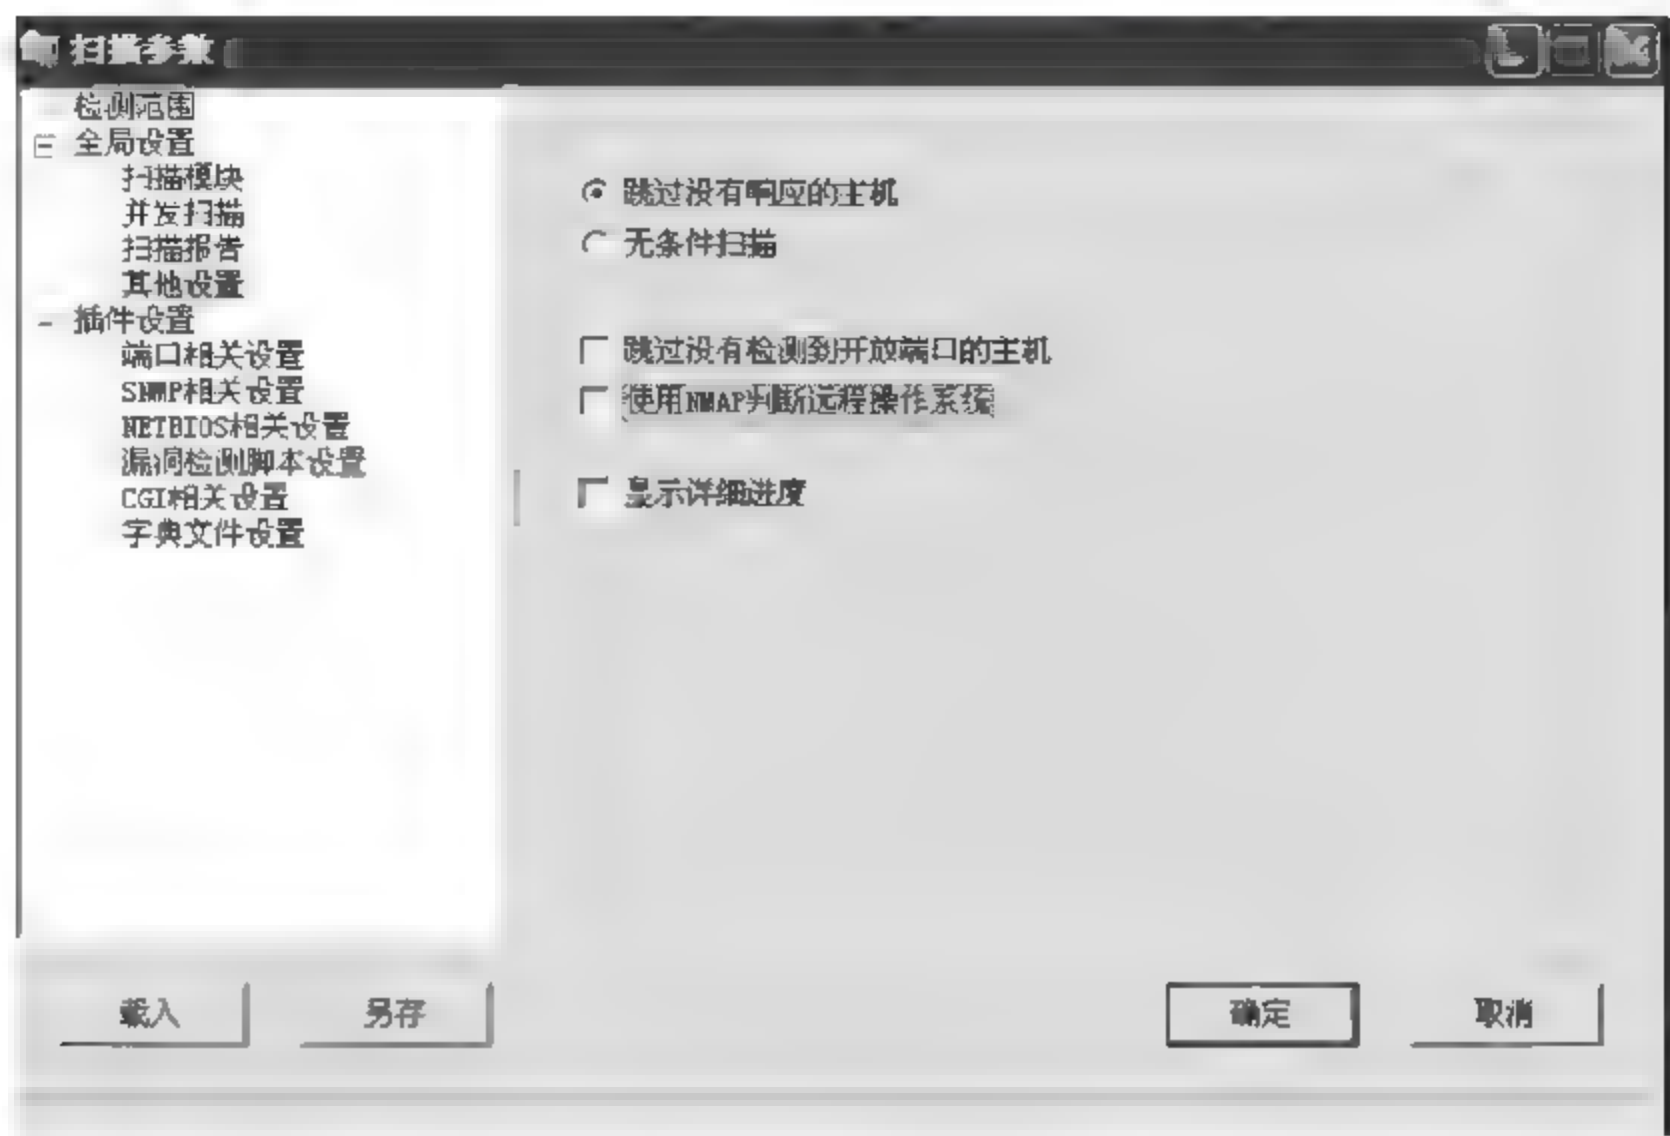 扫描参数
检测范围
全局设置
扫描模块
并发扫描
扫描报告
其他设置
插件设置
端口相关设置
SNMP相关设置
NETBIOS相关设置
漏洞检测脚本设置
CGI相关设置
字典文件设置
跳过没有响应的主机
无条件扫描
跳过没有检测到开放端口的主机
使用NMAP判断远程操作系统
显示详细进度
载入
另存
确定
取消